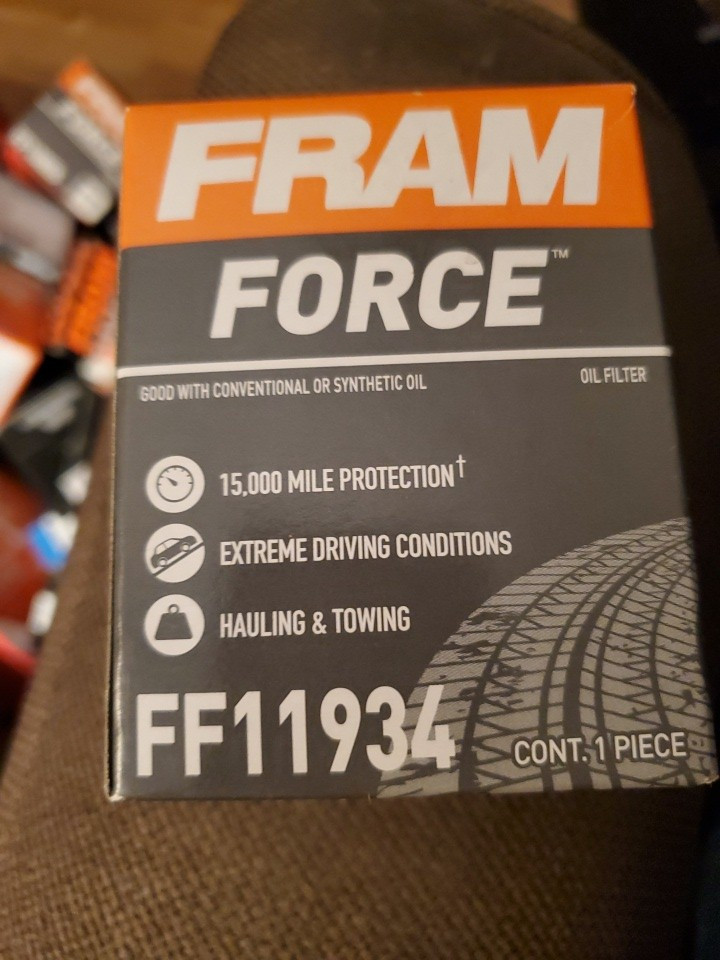 FRAM
FORCE™
GOOD WITH CONVENTIONAL OR SYNTHETIC OIL
OIL FILTER
15,000 MILE PROTECTION†
EXTREME DRIVING CONDITIONS
HAULING & TOWING
FF11934
CONT. 1 PIECE
FORCE